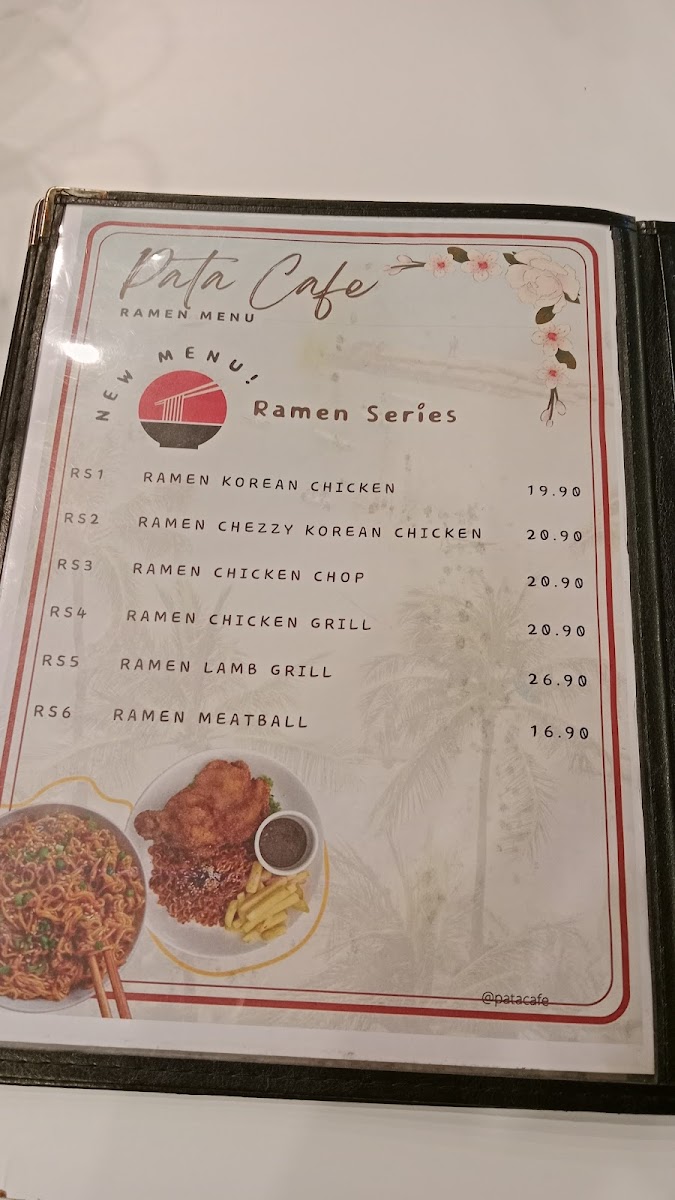 Pata Cafe
RAMEN MENU
NEW MENU!
Ramen Series
RS1 RAMEN KOREAN CHICKEN 19.90
RS2 RAMEN CHEZZY KOREAN CHICKEN 20.90
RS3 RAMEN CHICKEN CHOP 20.90
RS4 RAMEN CHICKEN GRILL 20.90
RS5 RAMEN LAMB GRILL 26.90
RS6 RAMEN MEATBALL 16.90
@patacafe